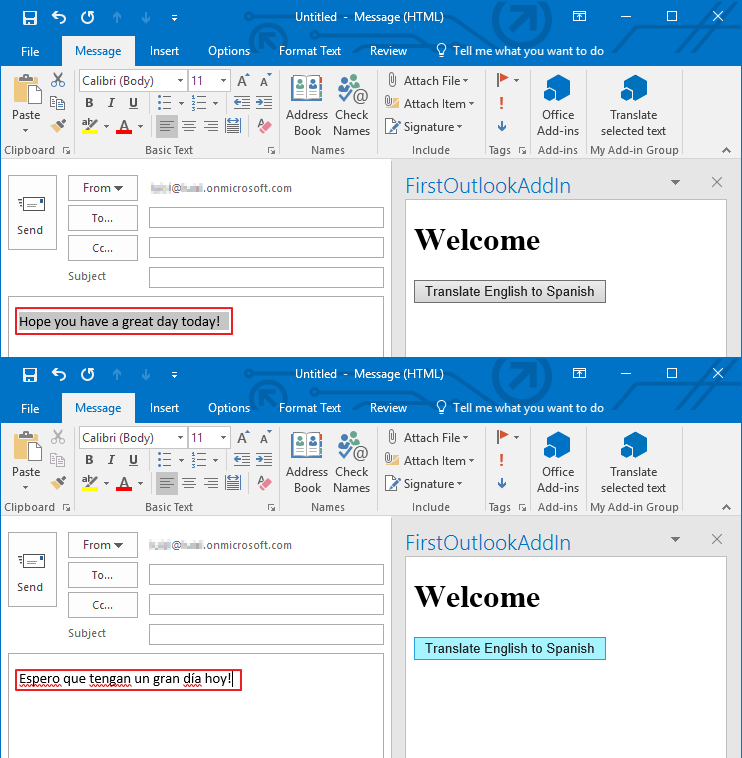 Untitled - Message (HTML)
File Message Insert Options Format Text Review Tell me what you want to do
Calibri (Body) 11 A A Attach File
Paste B I U Address Book Check Names Attach Item Office Add-ins Translate selected text
ab A A Signature
Clipboard Basic Text Names Include Tags Add-ins My Add-in Group
From @ .onmicrosoft.com
Send To...
Cc...
Subject
Hope you have a great day today!
FirstOutlookAddIn
Welcome
Translate English to Spanish
Untitled - Message (HTML)
File Message Insert Options Format Text Review Tell me what you want to do
Calibri (Body) 11 A A Attach File
Paste B I U Address Book Check Names Attach Item Office Add-ins Translate selected text
ab A A Signature
Clipboard Basic Text Names Include Tags Add-ins My Add-in Group
From @ .onmicrosoft.com
Send To...
Cc...
Subject
Espero que tengan un gran día hoy!
FirstOutlookAddIn
Welcome
Translate English to Spanish